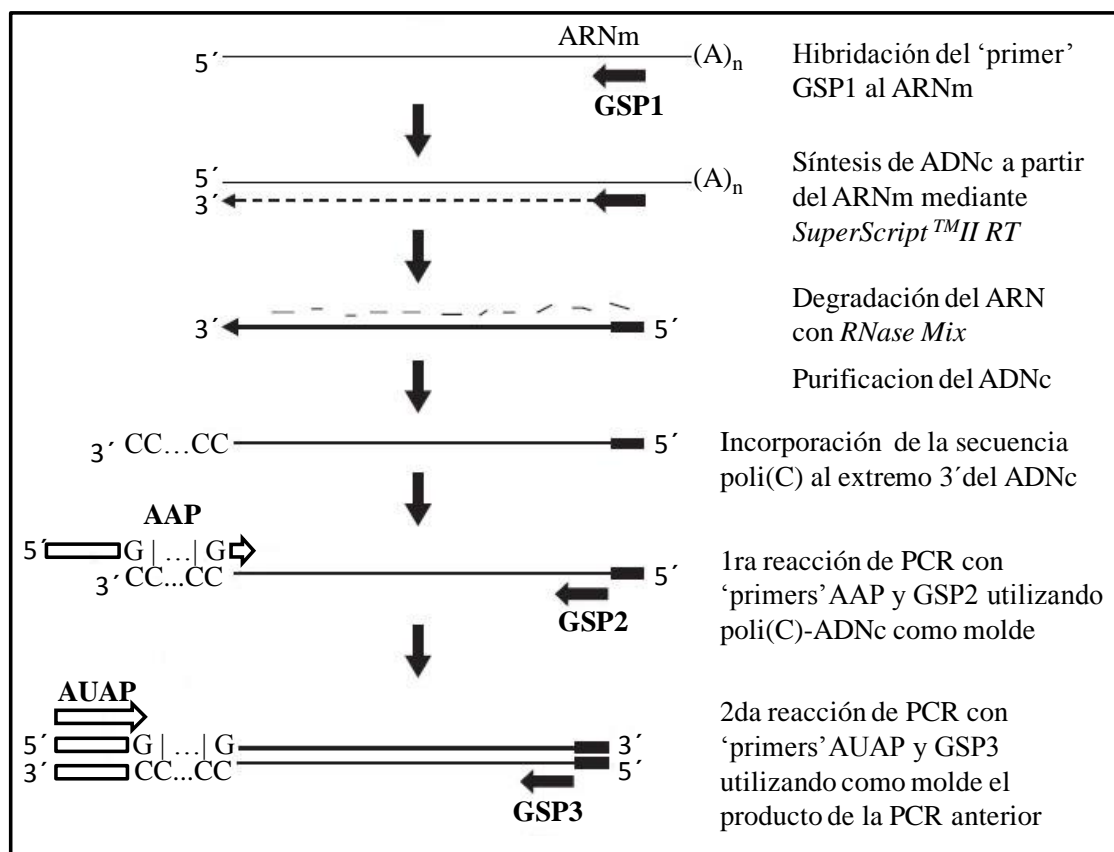 ARNm
5´
(A)n
GSP1
Hibridación del ‘primer’
GSP1 al ARNm
5´
(A)n
3´
Síntesis de ADNc a partir
del ARNm mediante
SuperScript TMII RT
3´
5´
Degradación del ARN
con RNase Mix
Purificacion del ADNc
3´ CC…CC
5´
Incorporación de la secuencia
poli(C) al extremo 3´del ADNc
AAP
5´ G | …| G
3´ CC...CC
5´
GSP2
1ra reacción de PCR con
‘primers’AAP y GSP2 utilizando
poli(C)-ADNc como molde
AUAP
5´ G | …| G 3´
3´ CC...CC 5´
GSP3
2da reacción de PCR con
‘primers’AUAP y GSP3
utilizando como molde el
producto de la PCR anterior